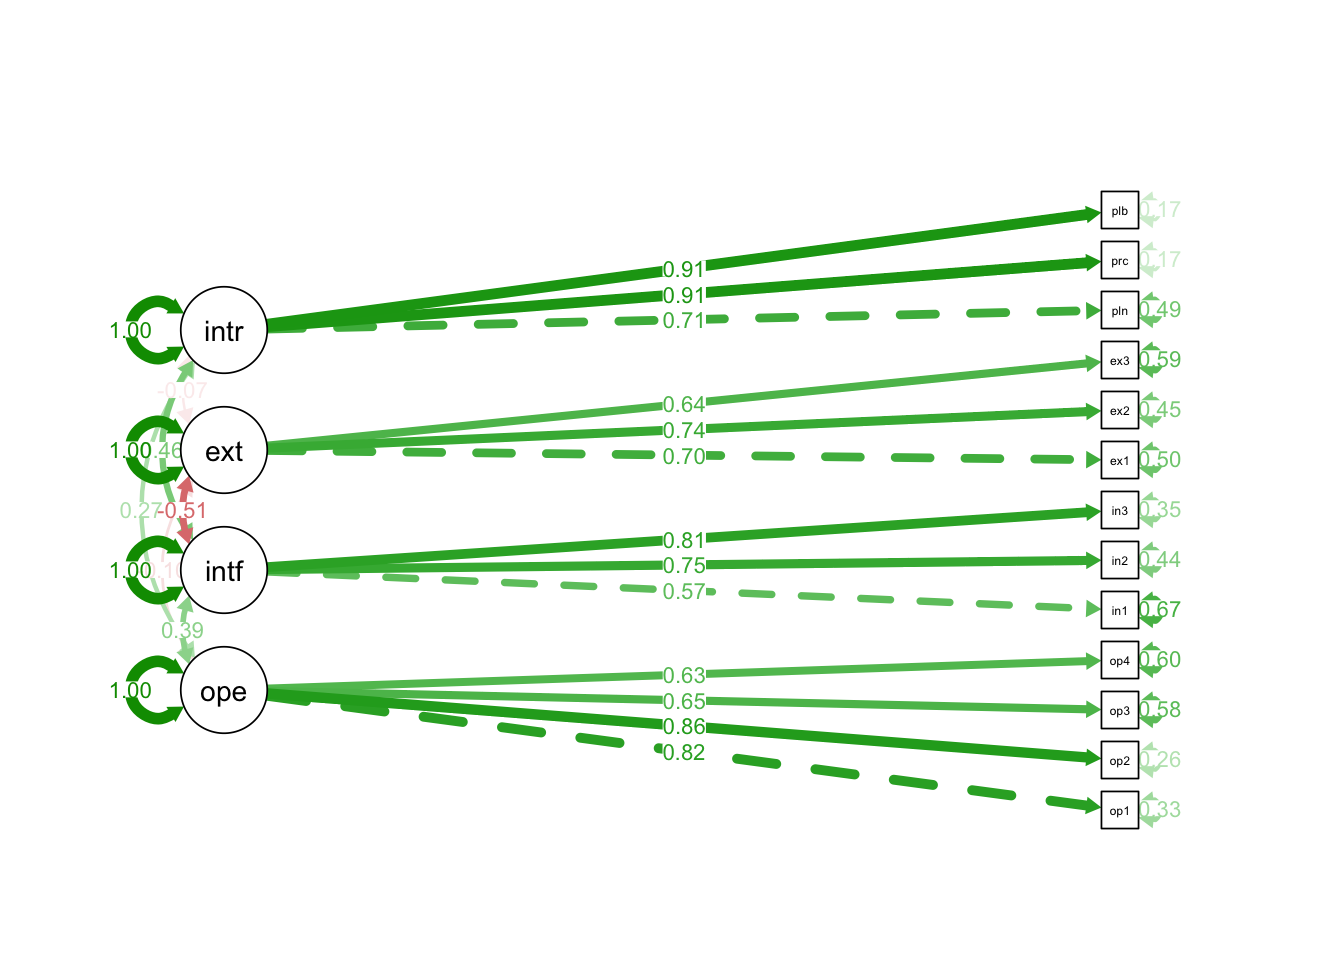 plb 0.17
0.91
prc 0.17
0.91
pln 0.49
1.00 intr
0.71
ex3 0.59
-0.07
0.64
ex2 0.45
0.74
1.00 .46 ext
0.70
ex1 0.50
0.27 -0.51
in3 0.35
0.81
in2 0.44
0.75
1.00 intf
0.57
in1 0.67
0.39
op4 0.60
0.63
1.00 ope
0.65
op3 0.58
0.86
0.82
op2 0.26
op1 0.33